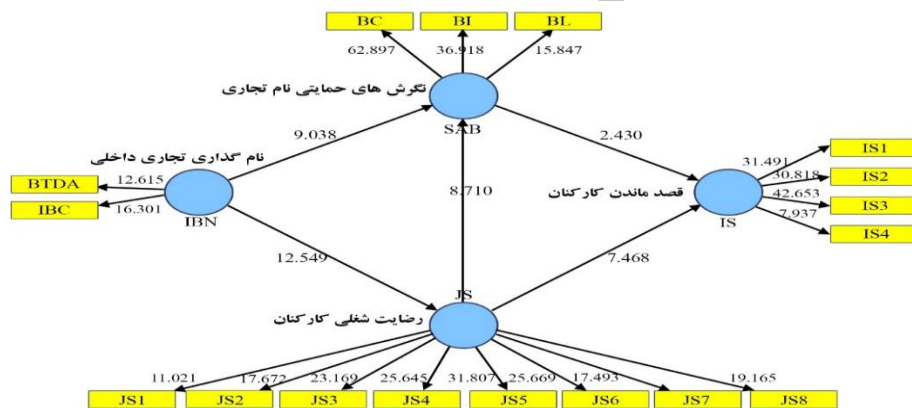 BC BI BL
62.897 36.918 15.847
نگرش های حمایتی نام تجاری
SAB
9.038 2.430
نام گذاری تجاری داخلی
BTDA 12.615
IBC 16.301
IBN
8.710
قصد ماندن کارکنان
IS
31.491 IS1
30.818 IS2
42.653 IS3
7.937 IS4
12.549 7.468
JS
رضایت شغلی کارکنان
11.021 17.672 23.169 25.645 31.807 25.669 17.493 19.165
JS1 JS2 JS3 JS4 JS5 JS6 JS7 JS8